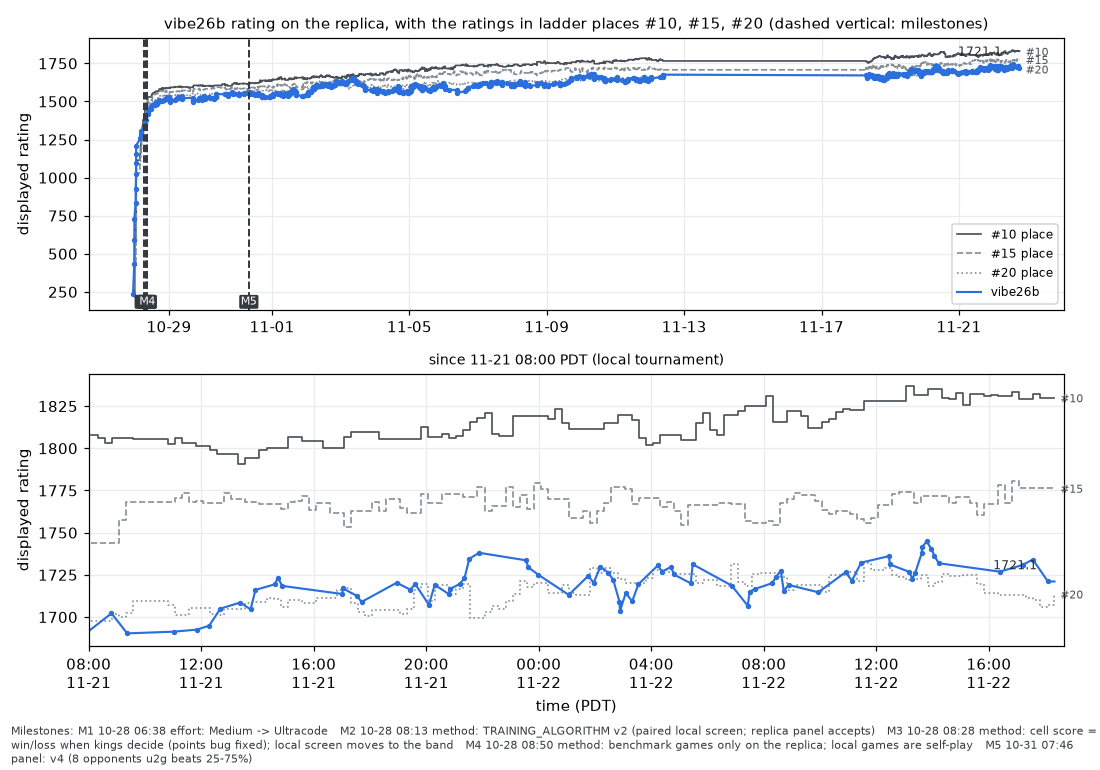 vibe26b rating on the replica, with the ratings in ladder places #10, #15, #20 (dashed vertical: milestones)
displayed rating
1750
1500
1250
1000
750
500
250
1721.1
#10
#15
#20
M4
M5
#10 place
#15 place
#20 place
vibe26b
10-29
11-01
11-05
11-09
11-13
11-17
11-21
since 11-21 08:00 PDT (local tournament)
displayed rating
1825
1800
1775
1750
1725
1700
#10
#15
1721.1
#20
08:00 12:00 16:00 20:00 00:00 04:00 08:00 12:00 16:00
11-21 11-21 11-21 11-21 11-22 11-22 11-22 11-22 11-22
time (PDT)
Milestones: M1 10-28 06:38 effort: Medium -> Ultracode M2 10-28 08:13 method: TRAINING_ALGORITHM v2 (paired local screen; replica panel accepts) M3 10-28 08:28 method: cell score =
win/loss when kings decide (points bug fixed); local screen moves to the band M4 10-28 08:50 method: benchmark games only on the replica; local games are self-play M5 10-31 07:46
panel: v4 (8 opponents u2g beats 25-75%)